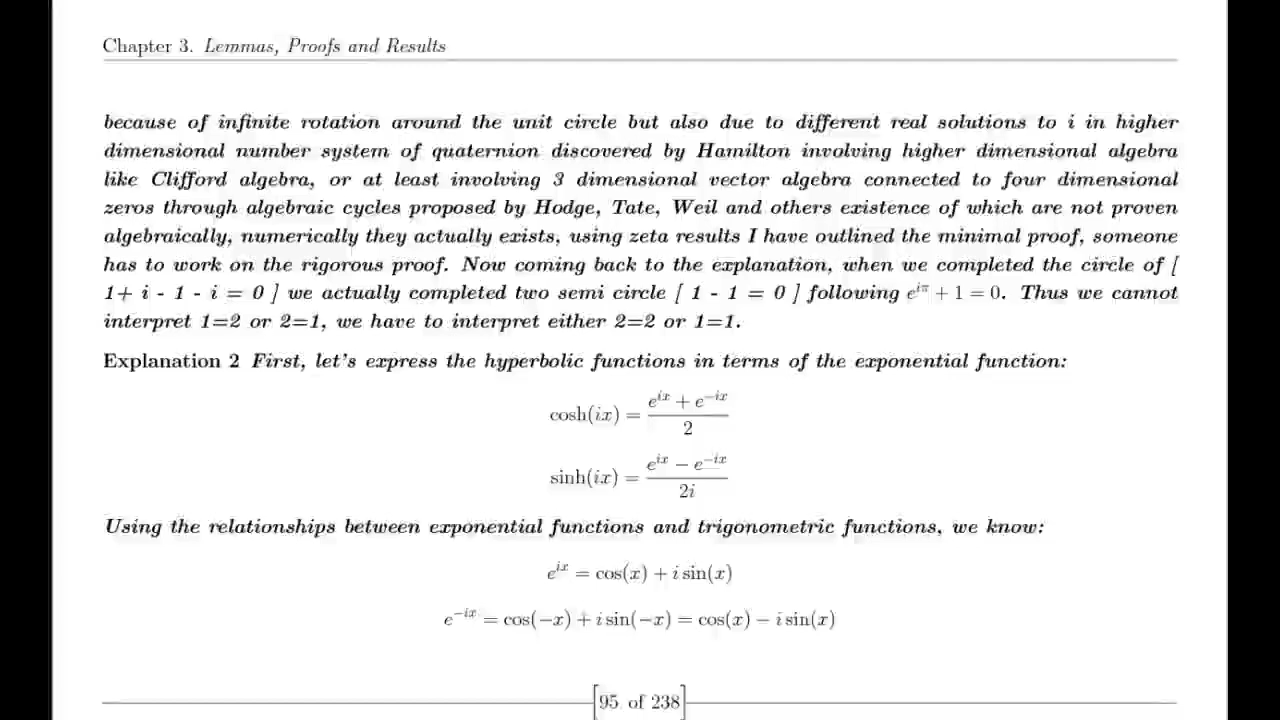 Chapter 3. Lemmas, Proofs and Results
because of infinite rotation around the unit circle but also due to different real solutions to i in higher
dimensional number system of quaternion discovered by Hamilton involving higher dimensional algebra
like Clifford algebra, or at least involving 3 dimensional vector algebra connected to four dimensional
zeros through algebraic cycles proposed by Hodge, Tate, Weil and others existence of which are not proven
algebraically, numerically they actually exists, using zeta results I have outlined the minimal proof, someone
has to work on the rigorous proof. Now coming back to the explanation, when we completed the circle of [
1+ i - 1 - i = 0 ] we actually completed two semi circle [ 1 - 1 = 0 ] following e^{iπ} + 1 = 0. Thus we cannot
interpret 1=2 or 2=1, we have to interpret either 2=2 or 1=1.
Explanation 2 First, let's express the hyperbolic functions in terms of the exponential function:
cosh(ix) = \frac{e^{ix} + e^{-ix}}{2}
sinh(ix) = \frac{e^{ix} - e^{-ix}}{2i}
Using the relationships between exponential functions and trigonometric functions, we know:
e^{ix} = cos(x) + i sin(x)
e^{-ix} = cos(-x) + i sin(-x) = cos(x) - i sin(x)
[95 of 238]